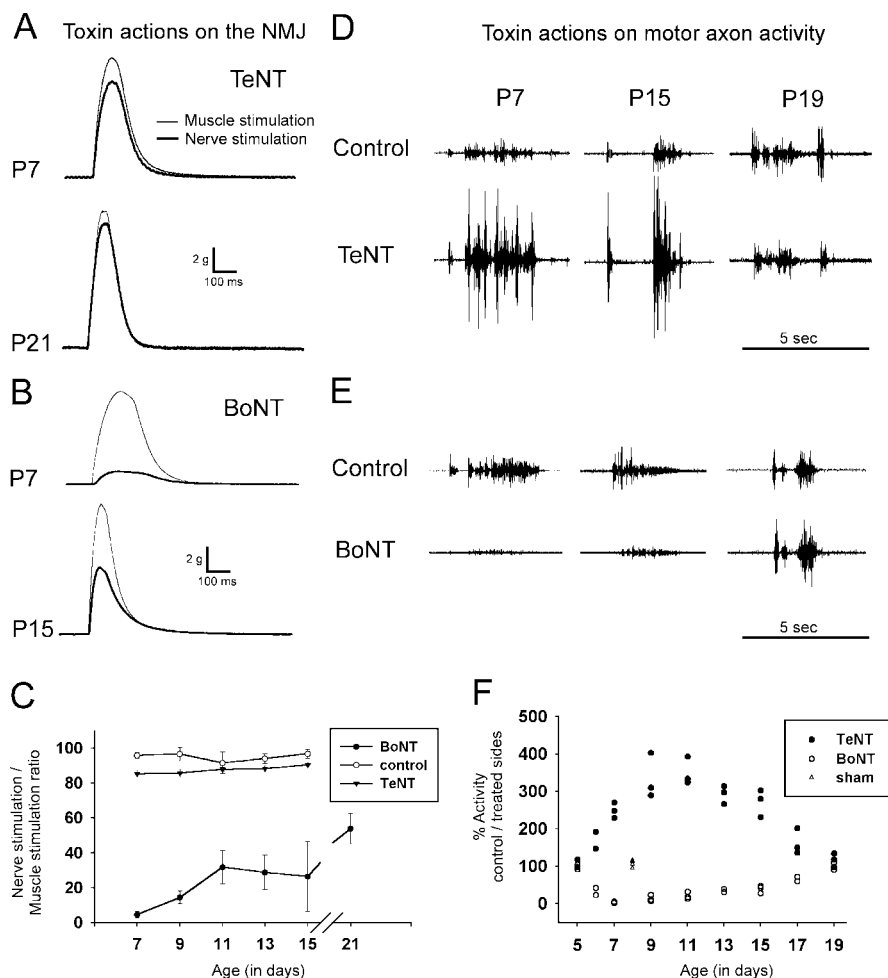 A
Toxin actions on the NMJ
TeNT
Muscle stimulation
Nerve stimulation
P7
2 g
100 ms
P21
B
BoNT
P7
2 g
100 ms
P15
C
Nerve stimulation /
Muscle stimulation ratio
100
80
60
40
20
0
BoNT
control
TeNT
7 9 11 13 15 21
Age (in days)
D
Toxin actions on motor axon activity
P7 P15 P19
Control
TeNT
5 sec
E
Control
BoNT
5 sec
F
% Activity
control / treated sides
500
400
300
200
100
0
TeNT
BoNT
sham
5 7 9 11 13 15 17 19
Age (in days)